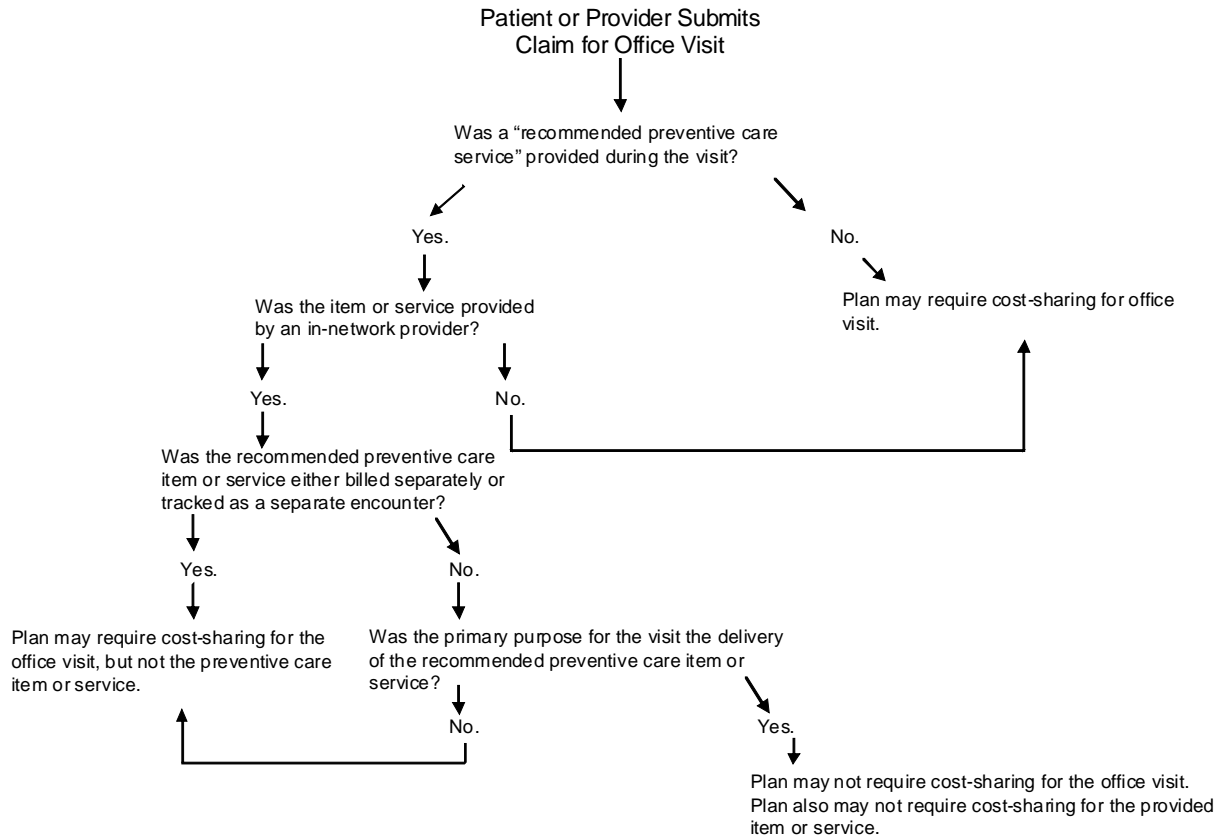 Patient or Provider Submits
Claim for Office Visit
Was a “recommended preventive care
service” provided during the visit?
Yes.
No.
Was the item or service provided
by an in-network provider?
Plan may require cost-sharing for office
visit.
Yes.
No.
Was the recommended preventive care
item or service either billed separately or
tracked as a separate encounter?
Yes.
No.
Plan may require cost-sharing for the
office visit, but not the preventive care
item or service.
Was the primary purpose for the visit the delivery
of the recommended preventive care item or
service?
No.
Yes.
Plan may not require cost-sharing for the office visit.
Plan also may not require cost-sharing for the provided
item or service.